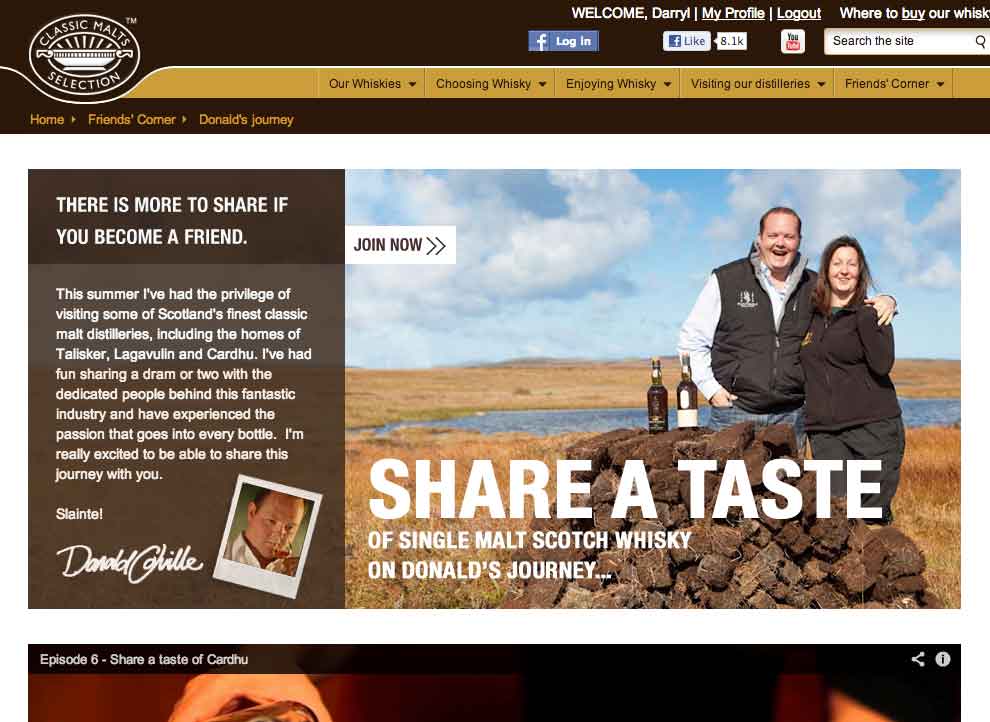 CLASSIC MALTS
SELECTION
TM
WELCOME, Darryl | My Profile | Logout
Where to buy our whisk
Log In
Like
8.1k
You
Tube
Search the site
Our Whiskies
Choosing Whisky
Enjoying Whisky
Visiting our distilleries
Friends' Corner
Home
Friends' Corner
Donald's journey
THERE IS MORE TO SHARE IF
YOU BECOME A FRIEND.
JOIN NOW
This summer I've had the privilege of
visiting some of Scotland's finest classic
malt distilleries, including the homes of
Talisker, Lagavulin and Cardhu. I've had
fun sharing a dram or two with the
dedicated people behind this fantastic
industry and have experienced the
passion that goes into every bottle. I'm
really excited to be able to share this
journey with you.
Slainte!
Donald Colville
SHARE A TASTE
OF SINGLE MALT SCOTCH WHISKY
ON DONALD'S JOURNEY...
Episode 6 - Share a taste of Cardhu